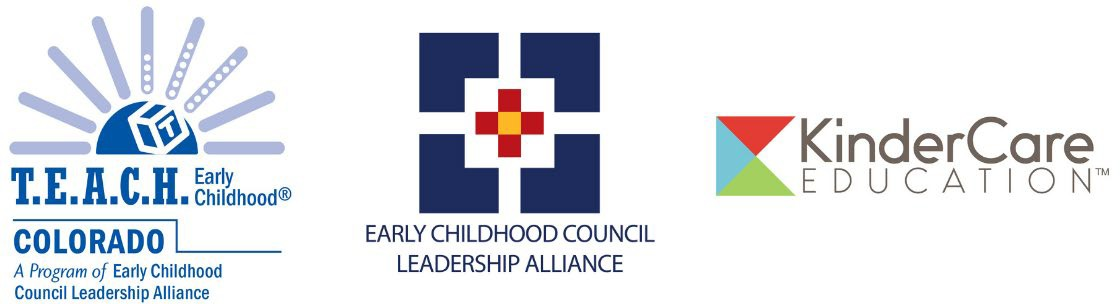 T
T.E.A.C.H. Early
Childhood®
COLORADO
A Program of Early Childhood
Council Leadership Alliance
EARLY CHILDHOOD COUNCIL
LEADERSHIP ALLIANCE
KinderCare
EDUCATION™